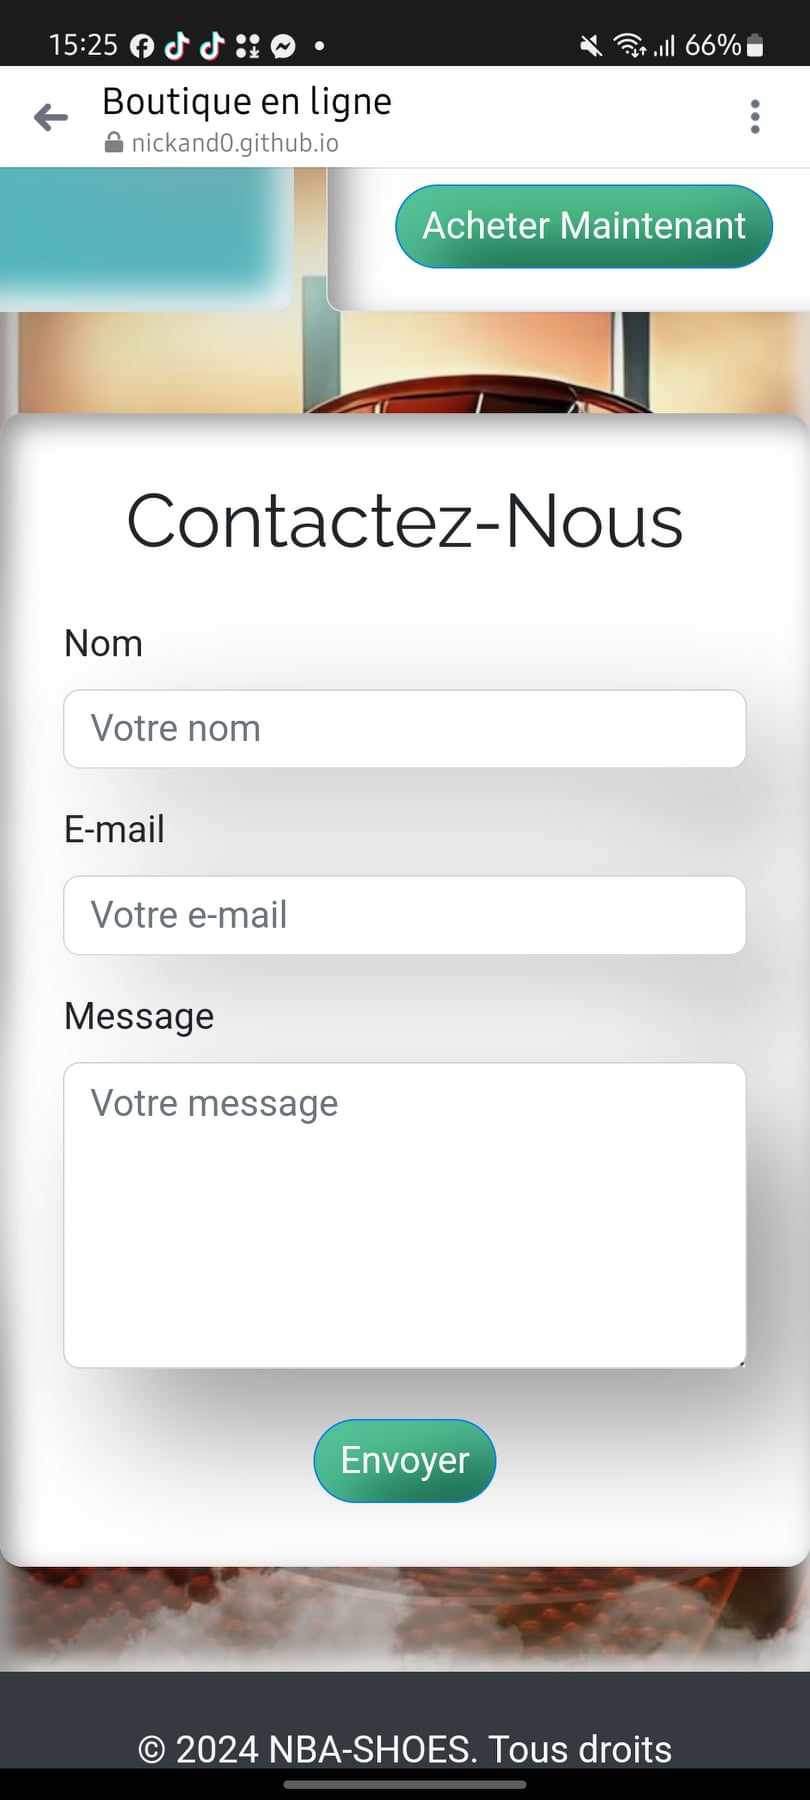 15:25
66%
Boutique en ligne
nickand0.github.io
Acheter Maintenant
Contactez-Nous
Nom
Votre nom
E-mail
Votre e-mail
Message
Votre message
Envoyer
© 2024 NBA-SHOES. Tous droits